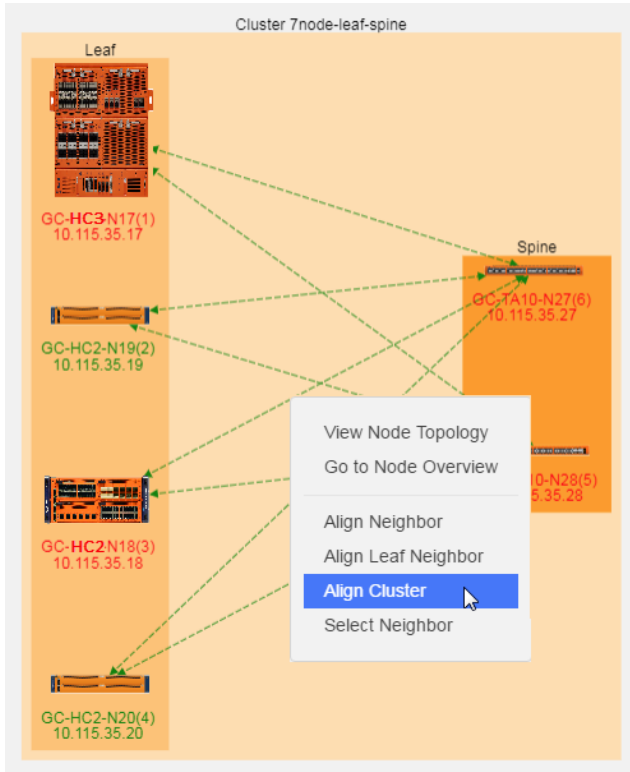 Cluster 7node-leaf-spine
Leaf
GC-HC3-N17(1)
10.115.35.17
Spine
GC-TA10-N27(6)
10.115.35.27
GC-HC2-N19(2)
10.115.35.19
View Node Topology
Go to Node Overview
10-N28(5)
5.35.28
Align Neighbor
GC-HC2-N18(3)
10.115.35.18
Align Leaf Neighbor
Align Cluster
Select Neighbor
GC-HC2-N20(4)
10.115.35.20